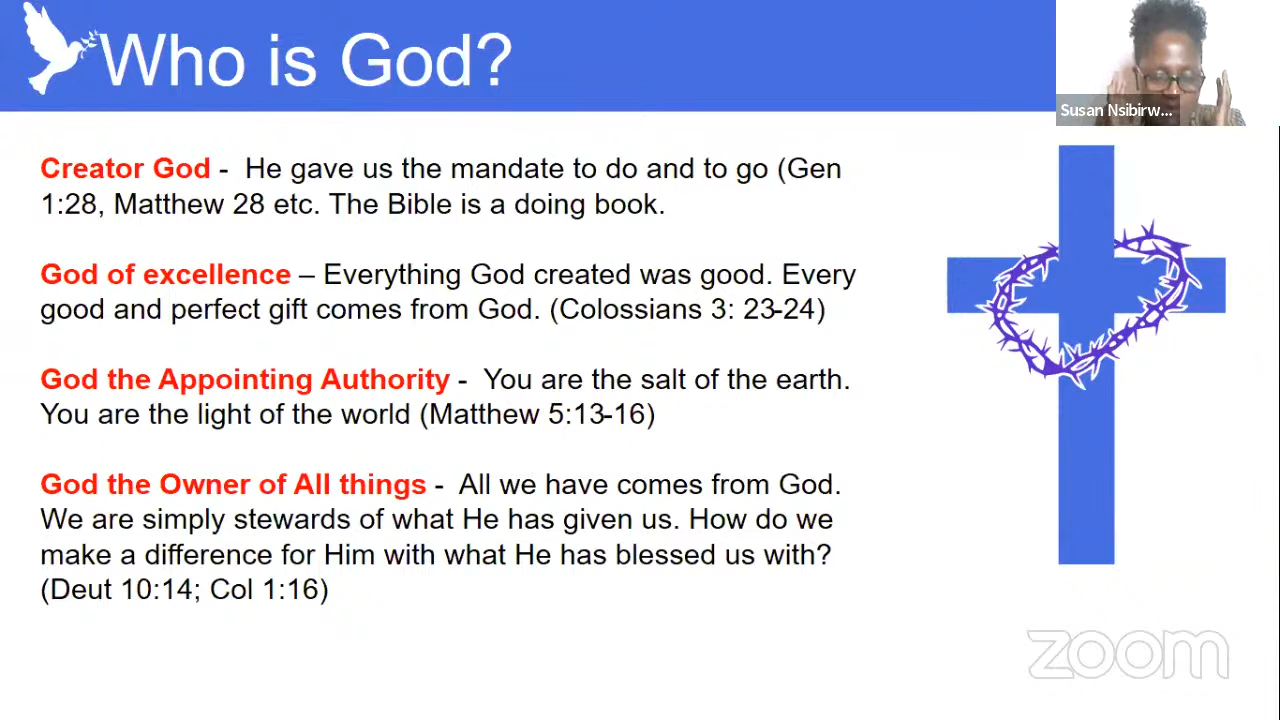 Who is God?
Susan Nsibirw...
Creator God -  He gave us the mandate to do and to go (Gen
1:28, Matthew 28 etc. The Bible is a doing book.
God of excellence – Everything God created was good. Every
good and perfect gift comes from God. (Colossians 3: 23-24)
God the Appointing Authority -  You are the salt of the earth.
You are the light of the world (Matthew 5:13-16)
God the Owner of All things -  All we have comes from God.
We are simply stewards of what He has given us. How do we
make a difference for Him with what He has blessed us with?
(Deut 10:14; Col 1:16)
zoom